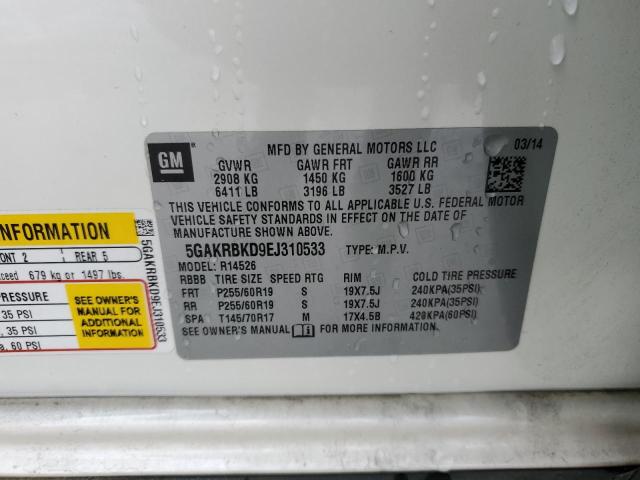 GM
MFD BY GENERAL MOTORS LLC
03/14
GVWR GAWR FRT GAWR RR
2908 KG 1450 KG 1600 KG
6411 LB 3196 LB 3527 LB
THIS VEHICLE CONFORMS TO ALL APPLICABLE U.S. FEDERAL MOTOR
VEHICLE SAFETY STANDARDS IN EFFECT ON THE DATE OF
MANUFACTURE SHOWN ABOVE.
5GAKRBKD9EJ310533 TYPE: M.P.V.
MODEL: R14526
RBBB TIRE SIZE SPEED RTG RIM COLD TIRE PRESSURE
FRT P255/60R19 S 19X7.5J 240KPA(35PSI)
RR P255/60R19 S 19X7.5J 240KPA(35PSI)
SPA T145/70R17 M 17X4.5B 420KPA(60PSI)
SEE OWNER'S MANUAL FOR MORE INFORMATION
INFORMATION
ONT 2 REAR 5
ceed 679 kg or 1497 lbs.
PRESSURE
35 PSI
35 PSI
a, 60 PSI
SEE OWNER'S
MANUAL FOR
ADDITIONAL
INFORMATION
5GAKRBKD9EJ310533